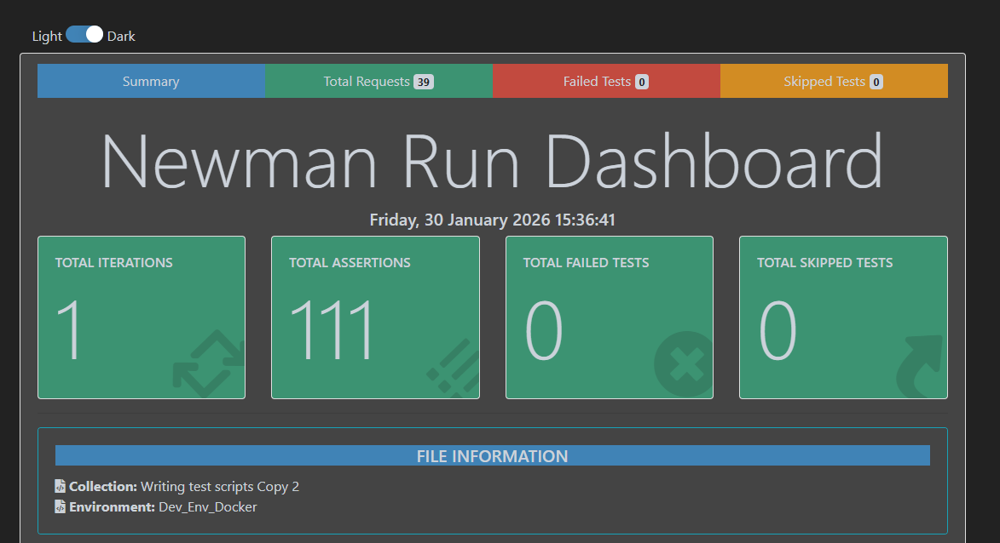 Light Dark
Summary Total Requests 39 Failed Tests 0 Skipped Tests 0
Newman Run Dashboard
Friday, 30 January 2026 15:36:41
TOTAL ITERATIONS TOTAL ASSERTIONS TOTAL FAILED TESTS TOTAL SKIPPED TESTS
1 111 0 0
FILE INFORMATION
Collection: Writing test scripts Copy 2
Environment: Dev_Env_Docker